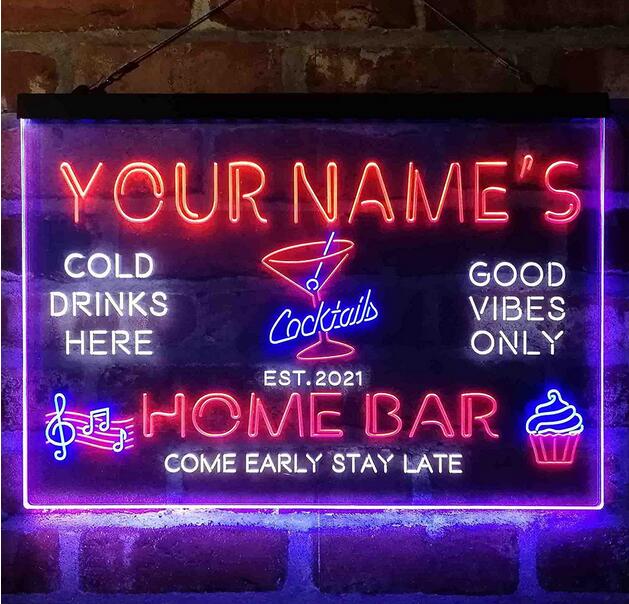 YOUR NAME'S
COLD
DRINKS
HERE
Cocktails
GOOD
VIBES
ONLY
EST. 2021
HOME BAR
COME EARLY STAY LATE